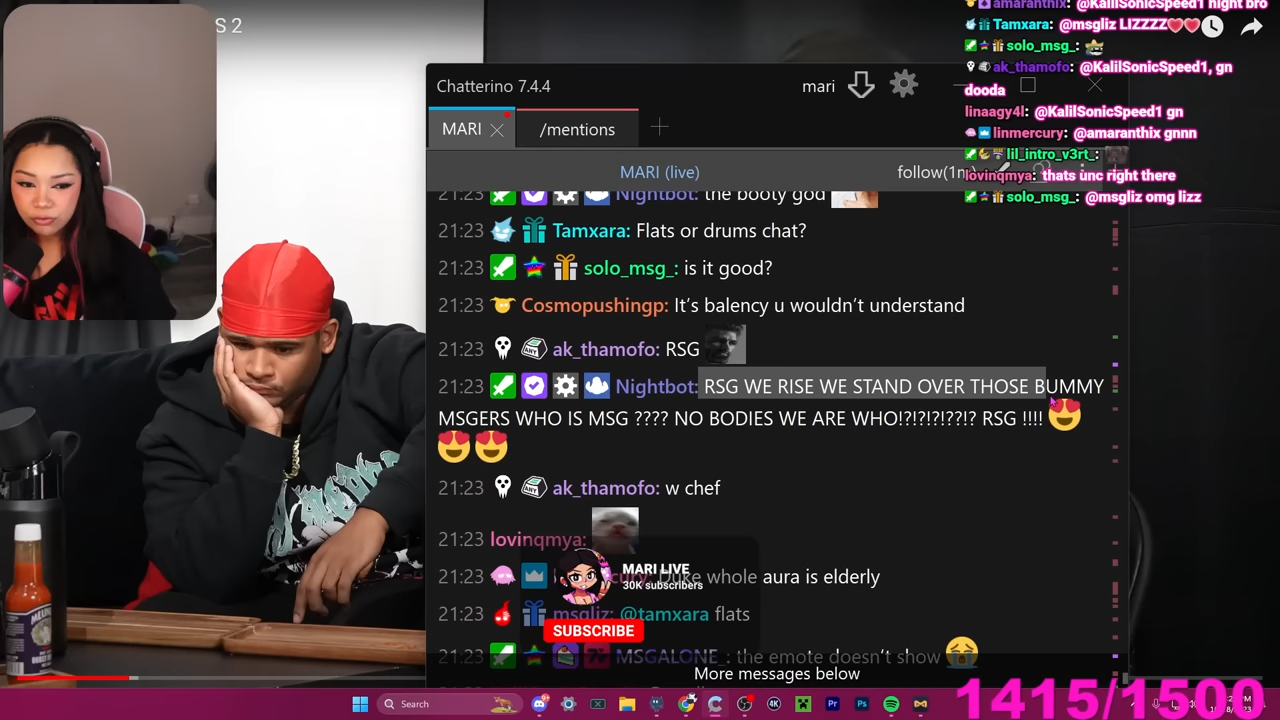 S 2
amaranthix: @KalilSonicSpeed1 night bro
Tamxara: @msgliz LIZZZZ
solo_msg_:
ak_thamofo: @KalilSonicSpeed1, gn
dooda
linaagy4l: @KalilSonicSpeed1 gn
linmercury: @amaranthix gnnn
lil_intro_v3rt_:
lovinqmya: thats unc right there
solo_msg_: @msgliz omg lizz
Chatterino 7.4.4
mari
MARI
/mentions
MARI (live)
21:23 Nightbot: the booty god
21:23 Tamxara: Flats or drums chat?
21:23 solo_msg_: is it good?
21:23 Cosmopushingp: It’s balency u wouldn’t understand
21:23 ak_thamofo: RSG
21:23 Nightbot: RSG WE RISE WE STAND OVER THOSE BUMMY
MSGERS WHO IS MSG ???? NO BODIES WE ARE WHO!?!?!?!??!? RSG !!!! 😍
😍😍
21:23 ak_thamofo: w chef
21:23 lovinqmya:
21:23 Duke whole aura is elderly
21:23 msgliz: @tamxara flats
21:23 MSGALONE_: the emote doesn't show 😭
MARI LIVE
30K subscribers
SUBSCRIBE
More messages below
Search
1415/1500